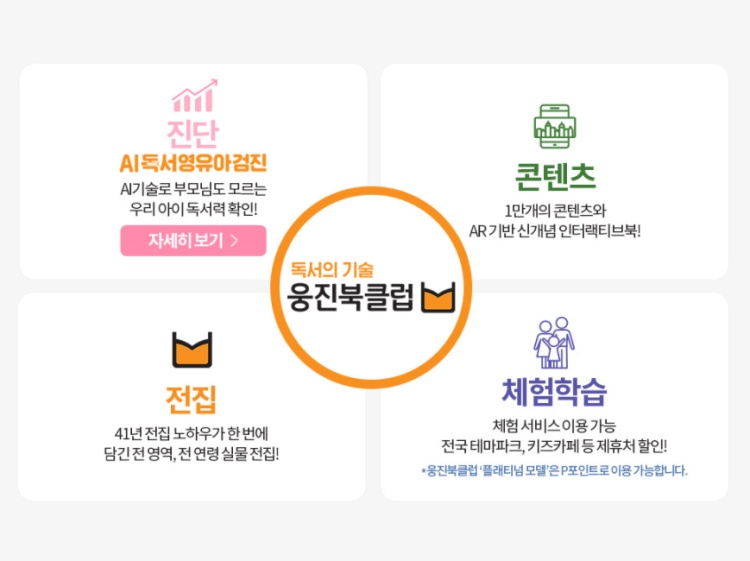 진단
AI독서영유아검진
AI기술로 부모님도 모르는
우리 아이 독서력 확인!
자세히 보기 >
콘텐츠
1만개의 콘텐츠와
AR 기반 신개념 인터랙티브북!
독서의 기술
웅진북클럽
전집
41년 전집 노하우가 한 번에
담긴 전 영역, 전 연령 실물 전집!
체험학습
체험 서비스 이용 가능
전국 테마파크, 키즈카페 등 제휴처 할인!
*웅진북클럽 ‘플래티넘 모델’은 P포인트로 이용 가능합니다.